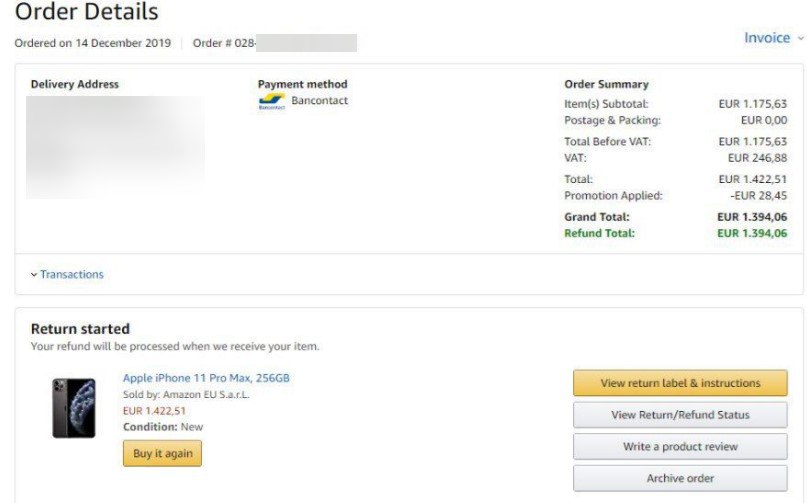 Order Details
Ordered on 14 December 2019 Order # 028-
Invoice
Delivery Address
Payment method
Bancontact
Bancontact
Order Summary
Item(s) Subtotal: EUR 1.175,63
Postage & Packing: EUR 0,00
Total Before VAT: EUR 1.175,63
VAT: EUR 246,88
Total: EUR 1.422,51
Promotion Applied: -EUR 28,45
Grand Total: EUR 1.394,06
Refund Total: EUR 1.394,06
Transactions
Return started
Your refund will be processed when we receive your item.
Apple iPhone 11 Pro Max, 256GB
Sold by: Amazon EU S.a.r.L.
EUR 1.422,51
Condition: New
Buy it again
View return label & instructions
View Return/Refund Status
Write a product review
Archive order